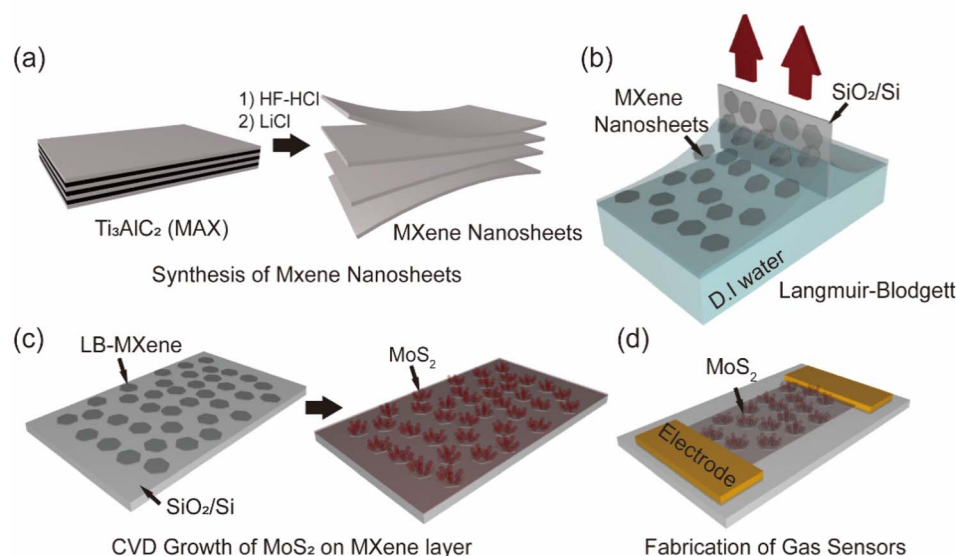 (a)
1) HF-HCl
2) LiCl
Ti₃AlC₂ (MAX)
MXene Nanosheets
Synthesis of Mxene Nanosheets
(b)
MXene
Nanosheets
SiO₂/Si
D.I water
Langmuir-Blodgett
(c)
LB-MXene
SiO₂/Si
MoS₂
CVD Growth of MoS₂ on MXene layer
(d)
MoS₂
Electrode
Fabrication of Gas Sensors